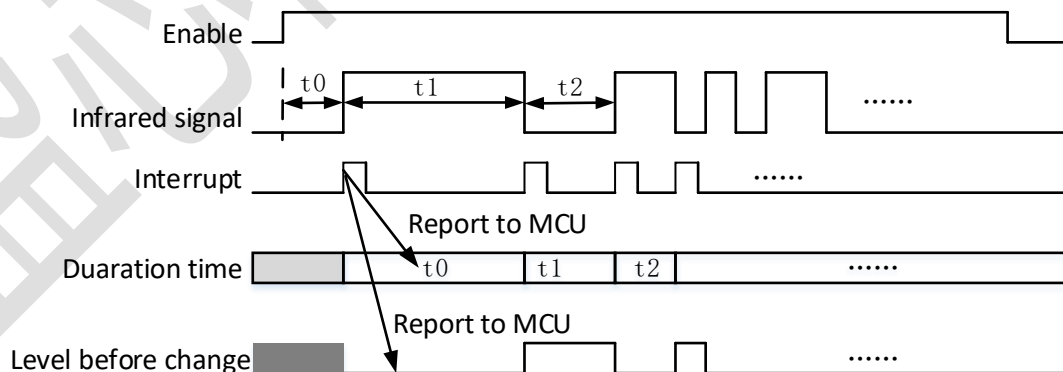 Enable
t0 t1 t2
Infrared signal
......
Interrupt
......
Report to MCU
Duaration time t0 t1 t2 ......
Report to MCU
Level before change ......